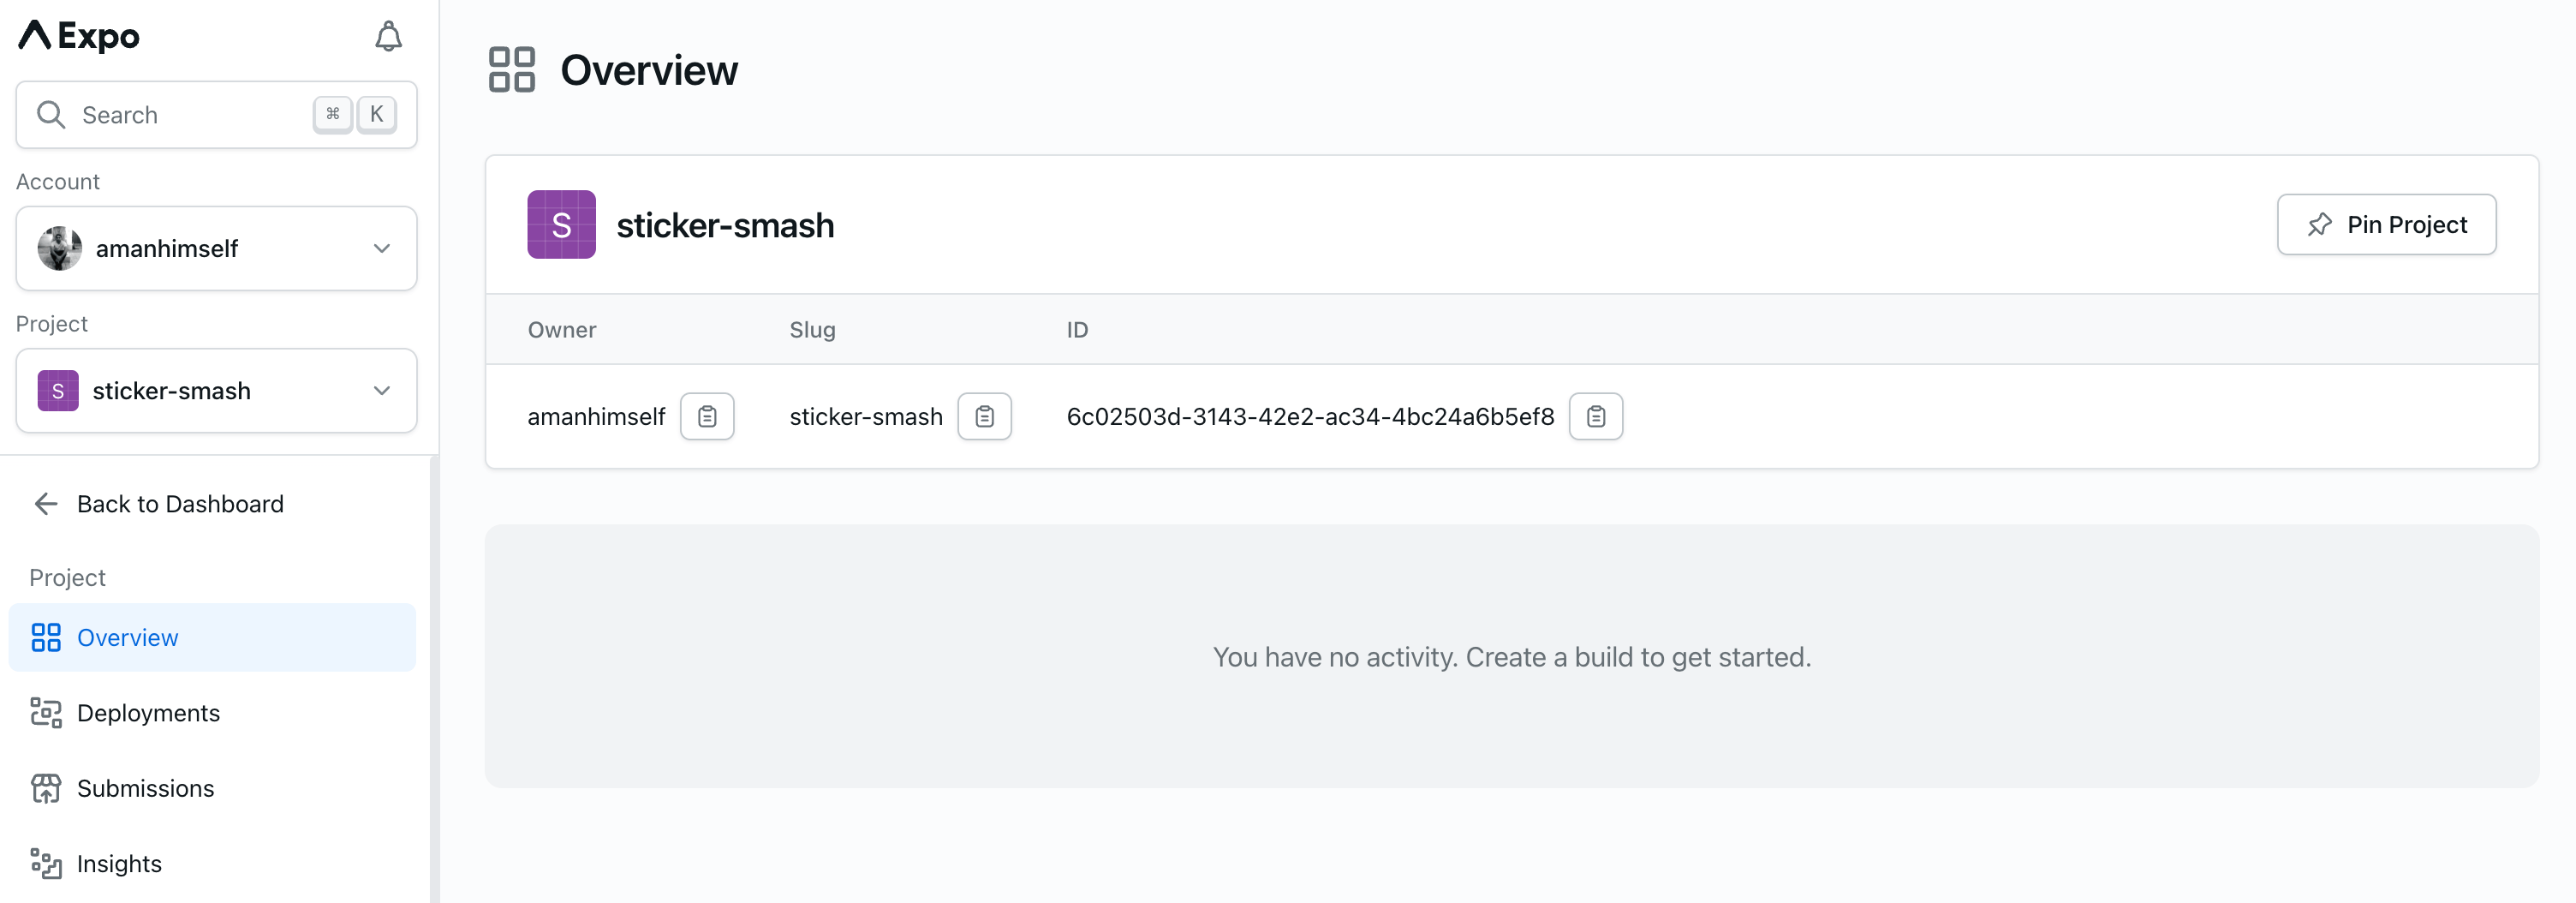 Expo
Search ⌘ K
Account
amanhimself
Project
S sticker-smash
Back to Dashboard
Project
Overview
Deployments
Submissions
Insights
Overview
S sticker-smash
Pin Project
Owner Slug ID
amanhimself sticker-smash 6c02503d-3143-42e2-ac34-4bc24a6b5ef8
You have no activity. Create a build to get started.